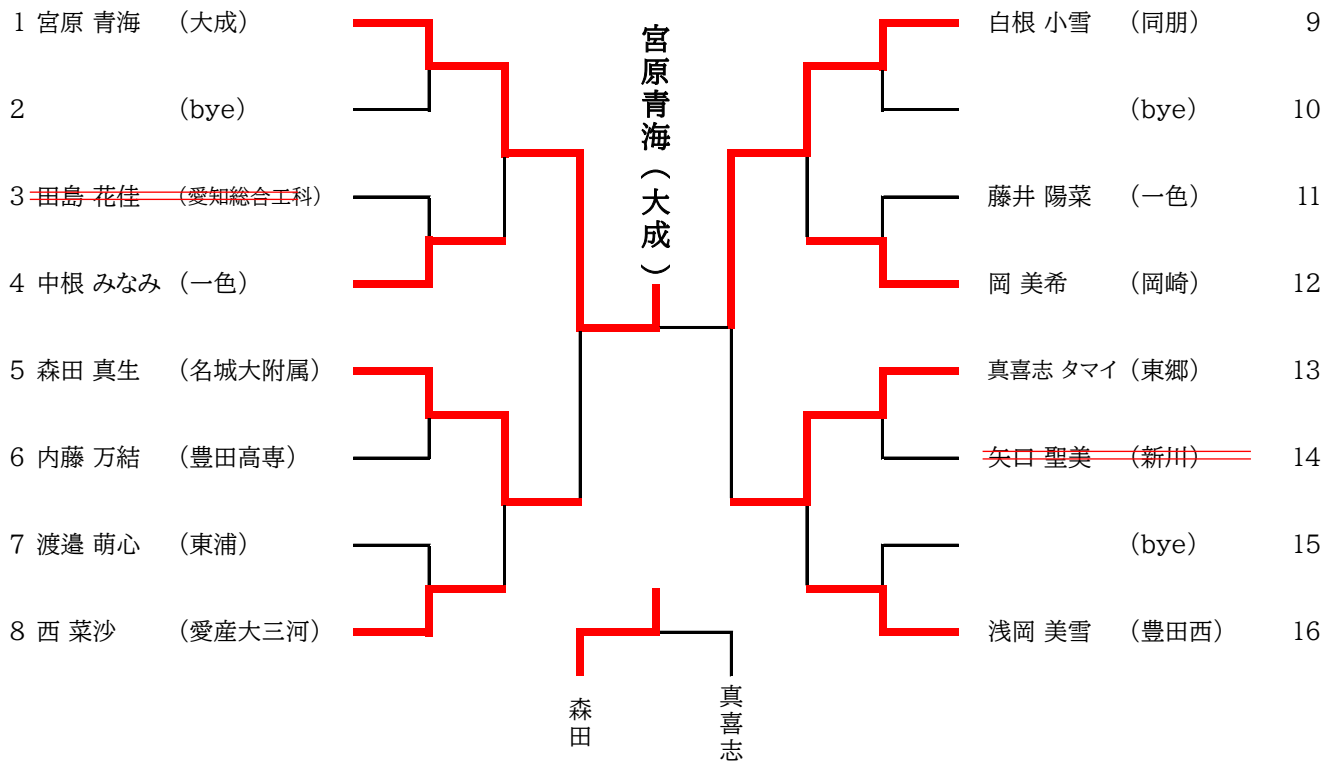 1 宮原 青海 （大成）
2 （bye）
3 田島 花佳 （愛知総合工科）
4 中根 みなみ （一色）
5 森田 真生 （名城大附属）
6 内藤 万結 （豊田高専）
7 渡邉 萌心 （東浦）
8 西 菜沙 （愛産大三河）
宮原青海（大成）
白根 小雪 （同朋） 9
（bye） 10
藤井 陽菜 （一色） 11
岡 美希 （岡崎） 12
真喜志 タマイ （東郷） 13
矢口 聖美 （新川） 14
（bye） 15
浅岡 美雪 （豊田西） 16
森田
真喜志